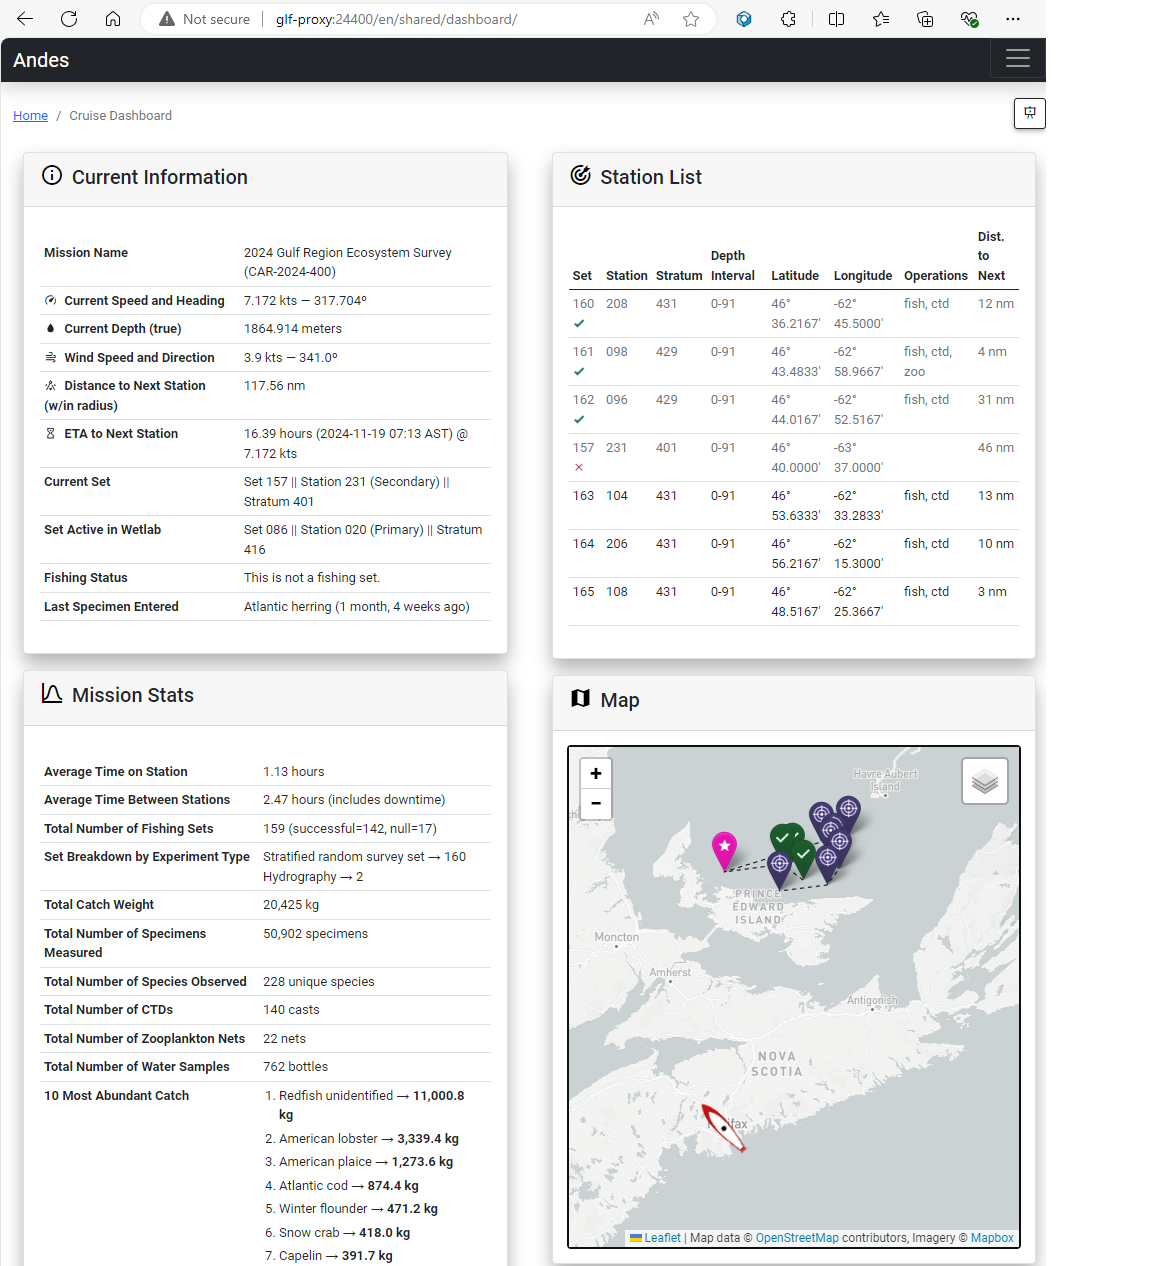 Not secure
glf-proxy:24400/en/shared/dashboard/
Andes
Home / Cruise Dashboard
Current Information
Mission Name
2024 Gulf Region Ecosystem Survey
(CAR-2024-400)
Current Speed and Heading
7.172 kts — 317.704º
Current Depth (true)
1864.914 meters
Wind Speed and Direction
3.9 kts — 341.0º
Distance to Next Station
(w/in radius)
117.56 nm
ETA to Next Station
16.39 hours (2024-11-19 07:13 AST) @
7.172 kts
Current Set
Set 157 || Station 231 (Secondary) ||
Stratum 401
Set Active in Wetlab
Set 086 || Station 020 (Primary) || Stratum
416
Fishing Status
This is not a fishing set.
Last Specimen Entered
Atlantic herring (1 month, 4 weeks ago)
Station List
Set Station Stratum Depth Interval Latitude Longitude Operations Dist. to Next
160 208 431 0-91 46° -62° fish, ctd 12 nm
36.2167' 45.5000'
161 098 429 0-91 46° -62° fish, ctd, 4 nm
43.4833' 58.9667' zoo
162 096 429 0-91 46° -62° fish, ctd 31 nm
44.0167' 52.5167'
157 231 401 0-91 46° -63° 46 nm
40.0000' 37.0000'
163 104 431 0-91 46° -62° fish, ctd 13 nm
53.6333' 33.2833'
164 206 431 0-91 46° -62° fish, ctd 10 nm
56.2167' 15.3000'
165 108 431 0-91 46° -62° fish, ctd 3 nm
48.5167' 25.3667'
Mission Stats
Average Time on Station
1.13 hours
Average Time Between Stations
2.47 hours (includes downtime)
Total Number of Fishing Sets
159 (successful=142, null=17)
Set Breakdown by Experiment Type
Stratified random survey set → 160
Hydrography → 2
Total Catch Weight
20,425 kg
Total Number of Specimens
Measured
50,902 specimens
Total Number of Species Observed
228 unique species
Total Number of CTDs
140 casts
Total Number of Zooplankton Nets
22 nets
Total Number of Water Samples
762 bottles
10 Most Abundant Catch
1. Redfish unidentified → 11,000.8
kg
2. American lobster → 3,339.4 kg
3. American plaice → 1,273.6 kg
4. Atlantic cod → 874.4 kg
5. Winter flounder → 471.2 kg
6. Snow crab → 418.0 kg
7. Capelin → 391.7 kg
Map
+
−
Havre Aubert
Island
PRINCE
EDWARD
ISLAND
Moncton
Amherst
Antigonish
NOVA
SCOTIA
Leaflet | Map data © OpenStreetMap contributors, Imagery © Mapbox